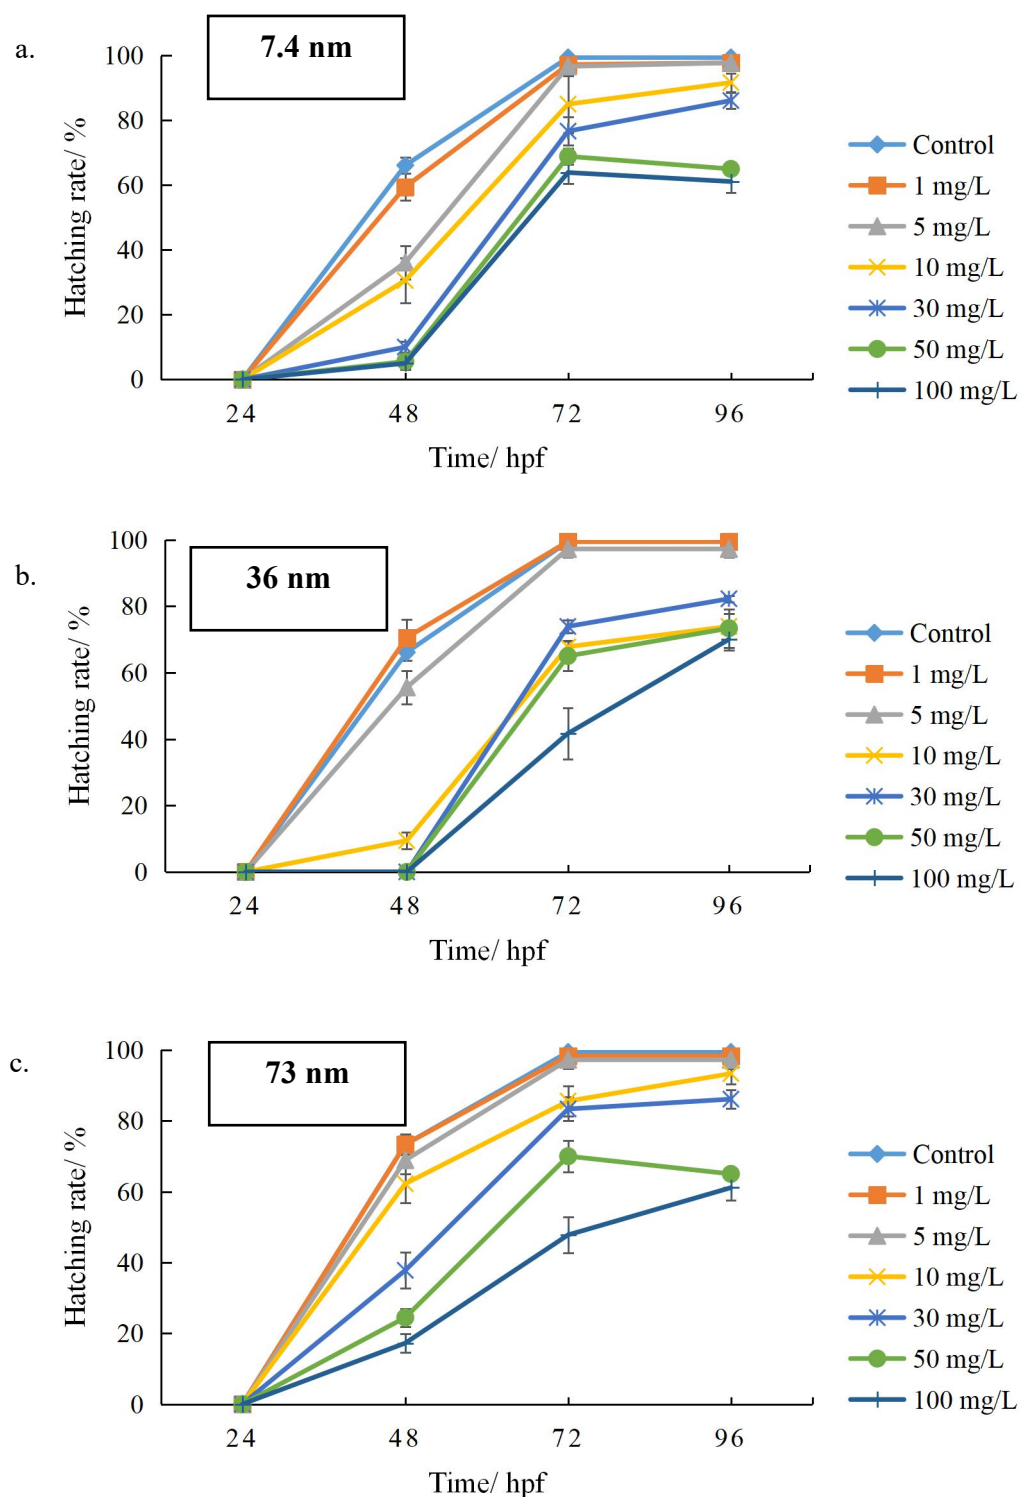 a.
7.4 nm
100
80
60
40
20
0
Hatching rate/ %
24 48 72 96
Time/ hpf
Control
1 mg/L
5 mg/L
10 mg/L
30 mg/L
50 mg/L
100 mg/L
b.
36 nm
100
80
60
40
20
0
Hatching rate/ %
24 48 72 96
Time/ hpf
Control
1 mg/L
5 mg/L
10 mg/L
30 mg/L
50 mg/L
100 mg/L
c.
73 nm
100
80
60
40
20
0
Hatching rate/ %
24 48 72 96
Time/ hpf
Control
1 mg/L
5 mg/L
10 mg/L
30 mg/L
50 mg/L
100 mg/L